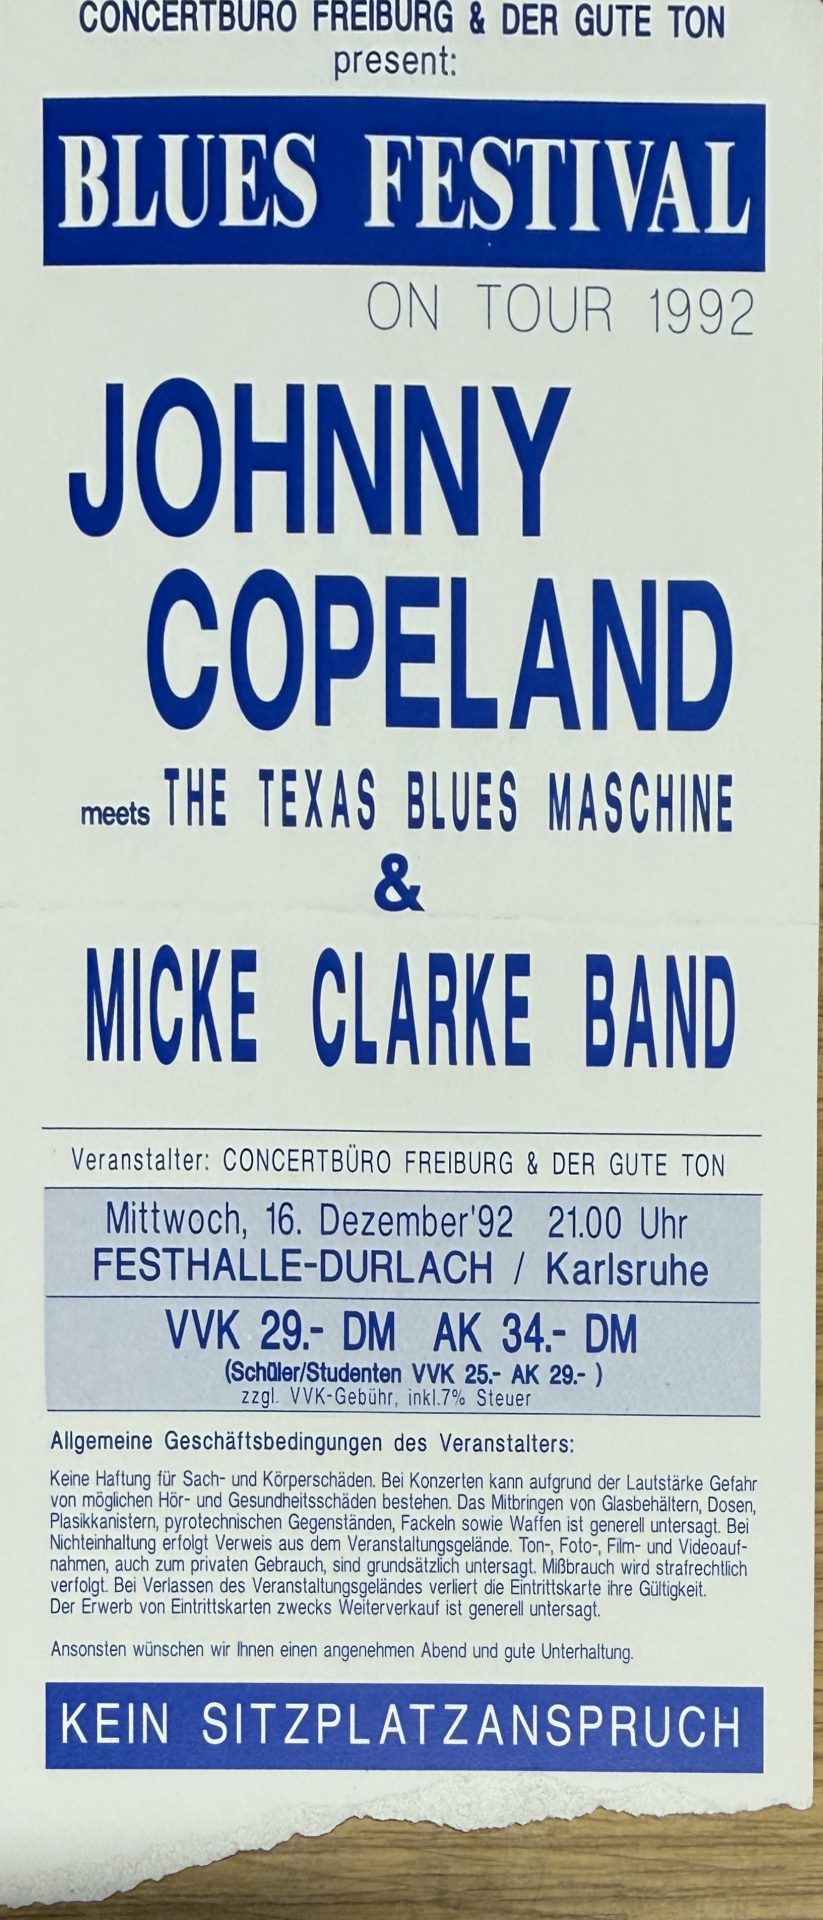 CONCERTBÜRO FREIBURG & DER GUTE TON
present:
BLUES FESTIVAL
ON TOUR 1992
JOHNNY
COPELAND
meets THE TEXAS BLUES MASCHINE
&
MICKE CLARKE BAND
Veranstalter: CONCERTBÜRO FREIBURG & DER GUTE TON
Mittwoch, 16. Dezember'92 21.00 Uhr
FESTHALLE-DURLACH / Karlsruhe
VVK 29.- DM AK 34.- DM
(Schüler/Studenten VVK 25.- AK 29.- )
zzgl. VVK-Gebühr, inkl.7% Steuer
Allgemeine Geschäftsbedingungen des Veranstalters:
Keine Haftung für Sach- und Körperschäden. Bei Konzerten kann aufgrund der Lautstärke Gefahr
von möglichen Hör- und Gesundheitsschäden bestehen. Das Mitbringen von Glasbehältern, Dosen,
Plasikkanistern, pyrotechnischen Gegenständen, Fackeln sowie Waffen ist generell untersagt. Bei
Nichteinhaltung erfolgt Verweis aus dem Veranstaltungsgelände. Ton-, Foto-, Film- und Videoauf-
nahmen, auch zum privaten Gebrauch, sind grundsätzlich untersagt. Mißbrauch wird strafrechtlich
verfolgt. Bei Verlassen des Veranstaltungsgeländes verliert die Eintrittskarte ihre Gültigkeit.
Der Erwerb von Eintrittskarten zwecks Weiterverkauf ist generell untersagt.
Ansonsten wünschen wir Ihnen einen angenehmen Abend und gute Unterhaltung.
KEIN SITZPLATZANSPRUCH